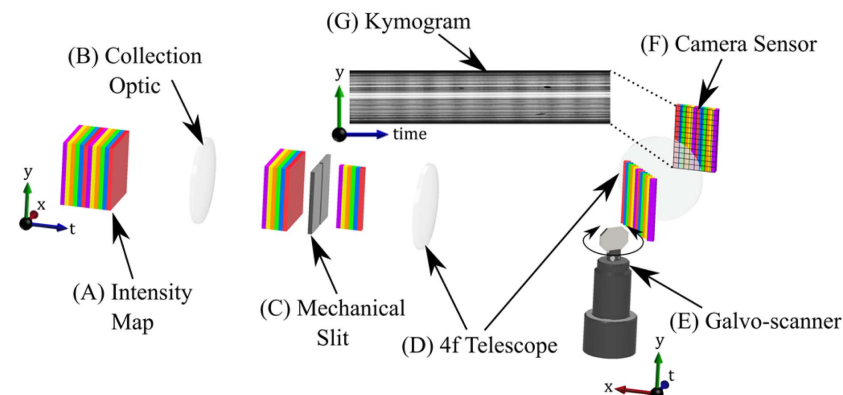 (G) Kymogram
(B) Collection
Optic
(F) Camera Sensor
y
time
y
x
t
(A) Intensity
Map
(C) Mechanical
Slit
(D) 4f Telescope
(E) Galvo-scanner
y
t
x